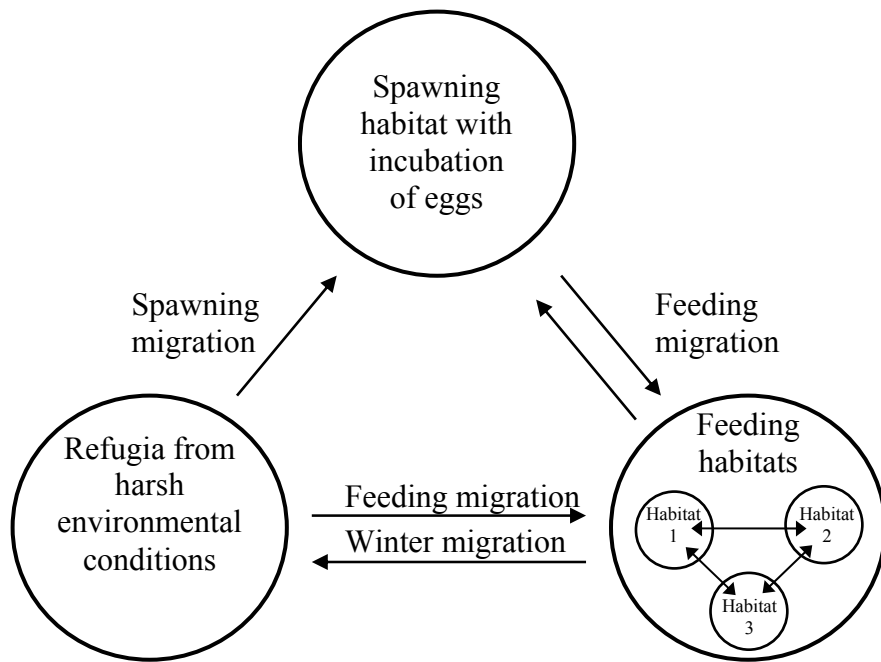 Spawning
habitat with
incubation
of eggs
Spawning
migration
Feeding
migration
Refugia from
harsh
environmental
conditions
Feeding migration
Winter migration
Feeding
habitats
Habitat
1
Habitat
2
Habitat
3